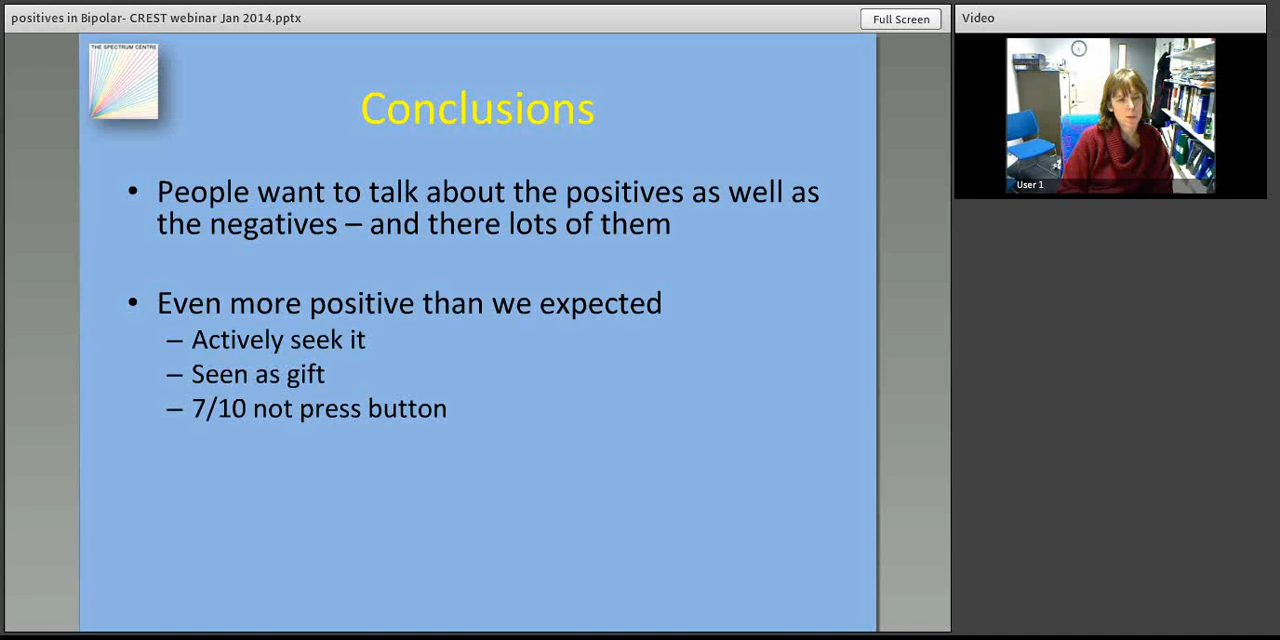 positives in Bipolar- CREST webinar Jan 2014.pptx
Full Screen
Video
THE SPECTRUM CENTRE
Conclusions
• People want to talk about the positives as well as
the negatives – and there lots of them
• Even more positive than we expected
– Actively seek it
– Seen as gift
– 7/10 not press button
User 1